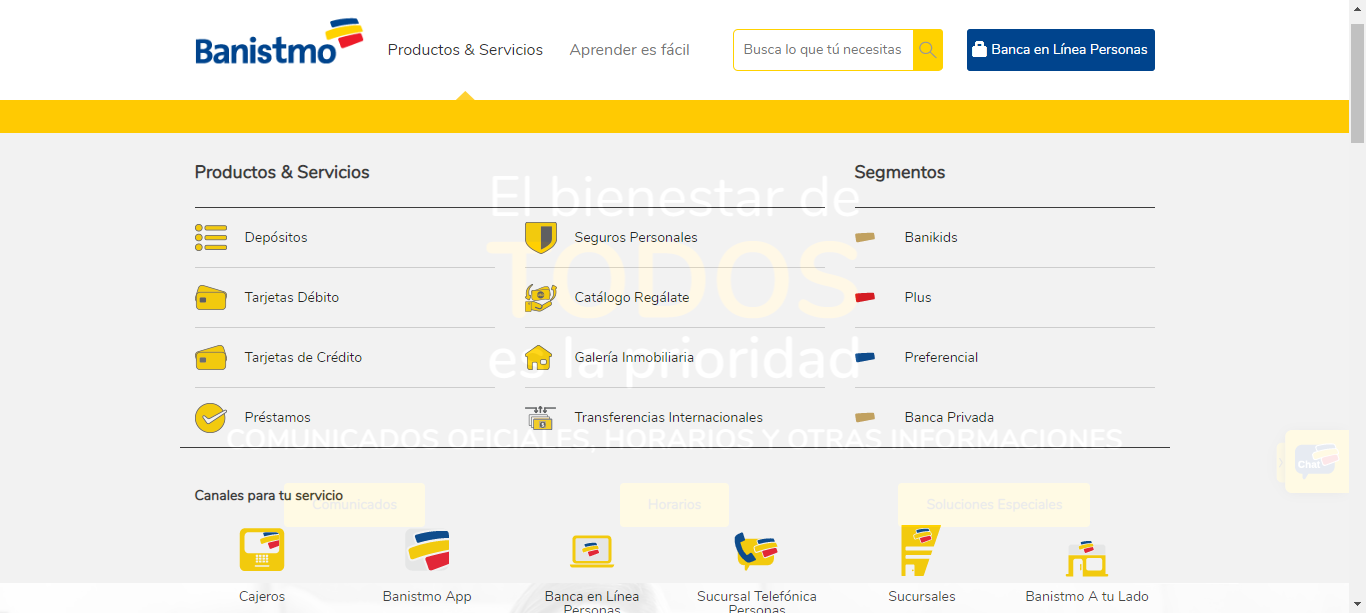 Banistmo
Productos & Servicios
Aprender es fácil
Busca lo que tú necesitas
Banca en Línea Personas
Productos & Servicios
Segmentos
El bienestar de
TODOS
es la prioridad
Depósitos
Seguros Personales
Banikids
Tarjetas Débito
Catálogo Regálate
Plus
Tarjetas de Crédito
Galería Inmobiliaria
Preferencial
Préstamos
Transferencias Internacionales
Banca Privada
COMUNICADOS OFICIALES, HORARIOS Y OTRAS INFORMACIONES
Chat
Canales para tu servicio
Comunicados
Horarios
Soluciones Especiales
Cajeros
Banistmo App
Banca en Línea
Personas
Sucursal Telefónica
Personas
Sucursales
Banistmo A tu Lado